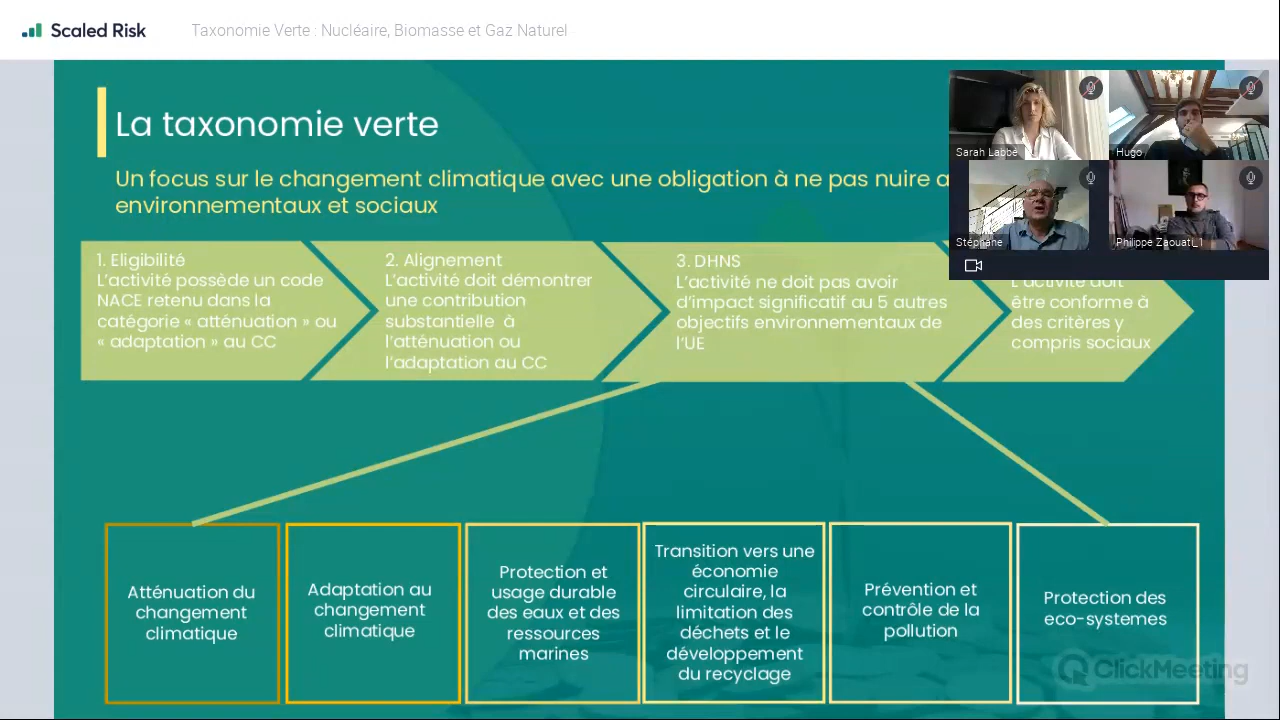 Scaled Risk
Taxonomie Verte : Nucléaire, Biomasse et Gaz Naturel
La taxonomie verte
Un focus sur le changement climatique avec une obligation à ne pas nuire a
environnementaux et sociaux
1. Eligibilité
L’activité possède un code
NACE retenu dans la
catégorie « atténuation » ou
« adaptation » au CC
2. Alignement
L’activité doit démontrer
une contribution
substantielle à
l’atténuation ou
l’adaptation au CC
3. DHNS
L’activité ne doit pas avoir
d’impact significatif au 5 autres
objectifs environnementaux de
l’UE
L’activité doit
être conforme à
des critères y
compris sociaux
Sarah Labbé
Hugo
Stéphane
Philippe Zaouati_1
Atténuation du
changement
climatique
Adaptation au
changement
climatique
Protection et
usage durable
des eaux et des
ressources
marines
Transition vers une
économie
circulaire, la
limitation des
déchets et le
développement
du recyclage
Prévention et
contrôle de la
pollution
Protection des
eco-systemes
ClickMeeting